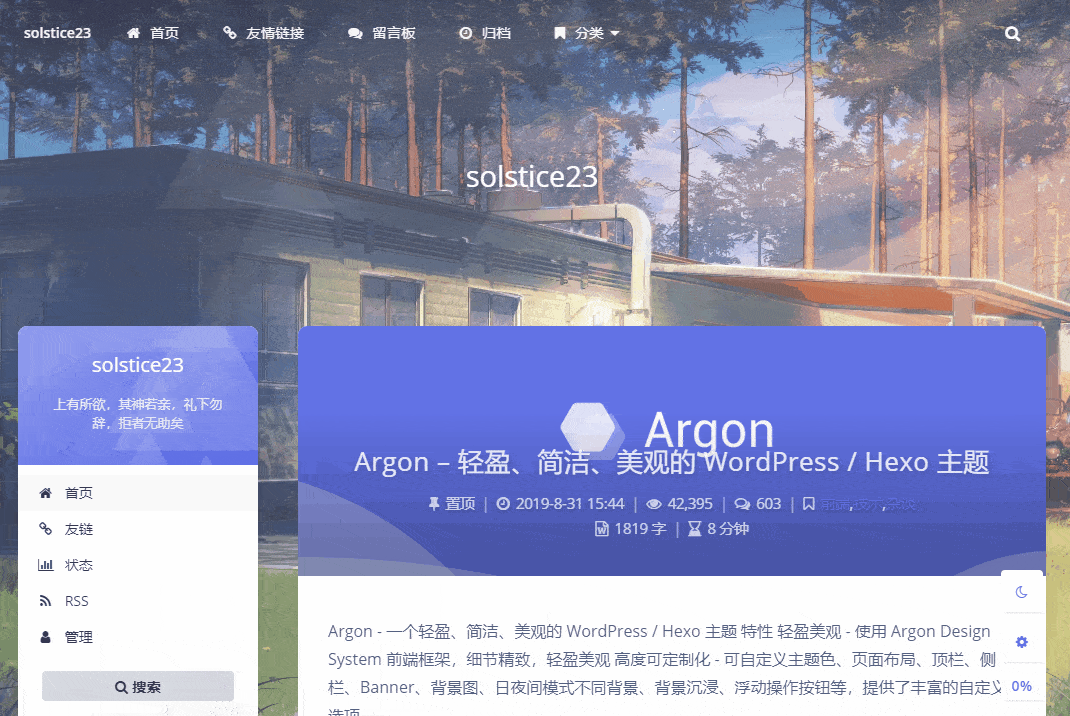 solstice23 首页 友情链接 留言板 归档 分类
solstice23
solstice23
上有所欲，其神若亲，礼下勿
辞，拒者无助矣
首页
友链
状态
RSS
管理
搜索
Argon
Argon – 轻盈、简洁、美观的 WordPress / Hexo 主题
置顶 | 2019-8-31 15:44 | 42,395 | 603 | 前端,技术,杂谈
1819 字 | 8 分钟
Argon - 一个轻盈、简洁、美观的 WordPress / Hexo 主题 特性 轻盈美观 - 使用 Argon Design
System 前端框架，细节精致，轻盈美观 高度可定制化 - 可自定义主题色、页面布局、顶栏、侧
栏、Banner、背景图、日夜间模式不同背景、背景沉浸、浮动操作按钮等，提供了丰富的自定义
选项
0%